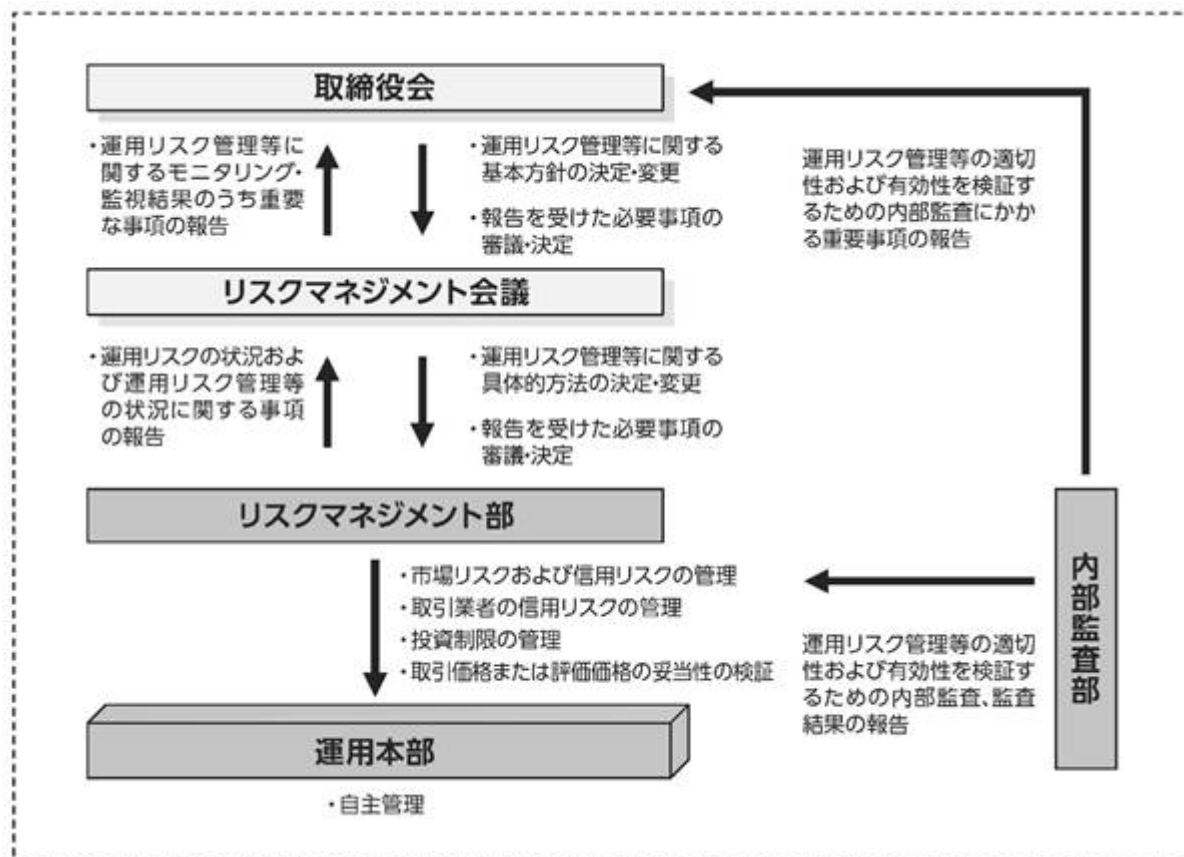 取締役会
・運用リスク管理等に
関するモニタリング・
監視結果のうち重要
な事項の報告
・運用リスク管理等に関する
基本方針の決定・変更
・報告を受けた必要事項の
審議・決定
運用リスク管理等の適切
性および有効性を検証す
るための内部監査にかか
る重要事項の報告
リスクマネジメント会議
・運用リスクの状況およ
び運用リスク管理等
の状況に関する事項
の報告
・運用リスク管理等に関する
具体的方法の決定・変更
・報告を受けた必要事項の
審議・決定
リスクマネジメント部
・市場リスクおよび信用リスクの管理
・取引業者の信用リスクの管理
・投資制限の管理
・取引価格または評価価格の妥当性の検証
内部監査部
運用リスク管理等の適切
性および有効性を検証す
るための内部監査、監査
結果の報告
運用本部
・自主管理